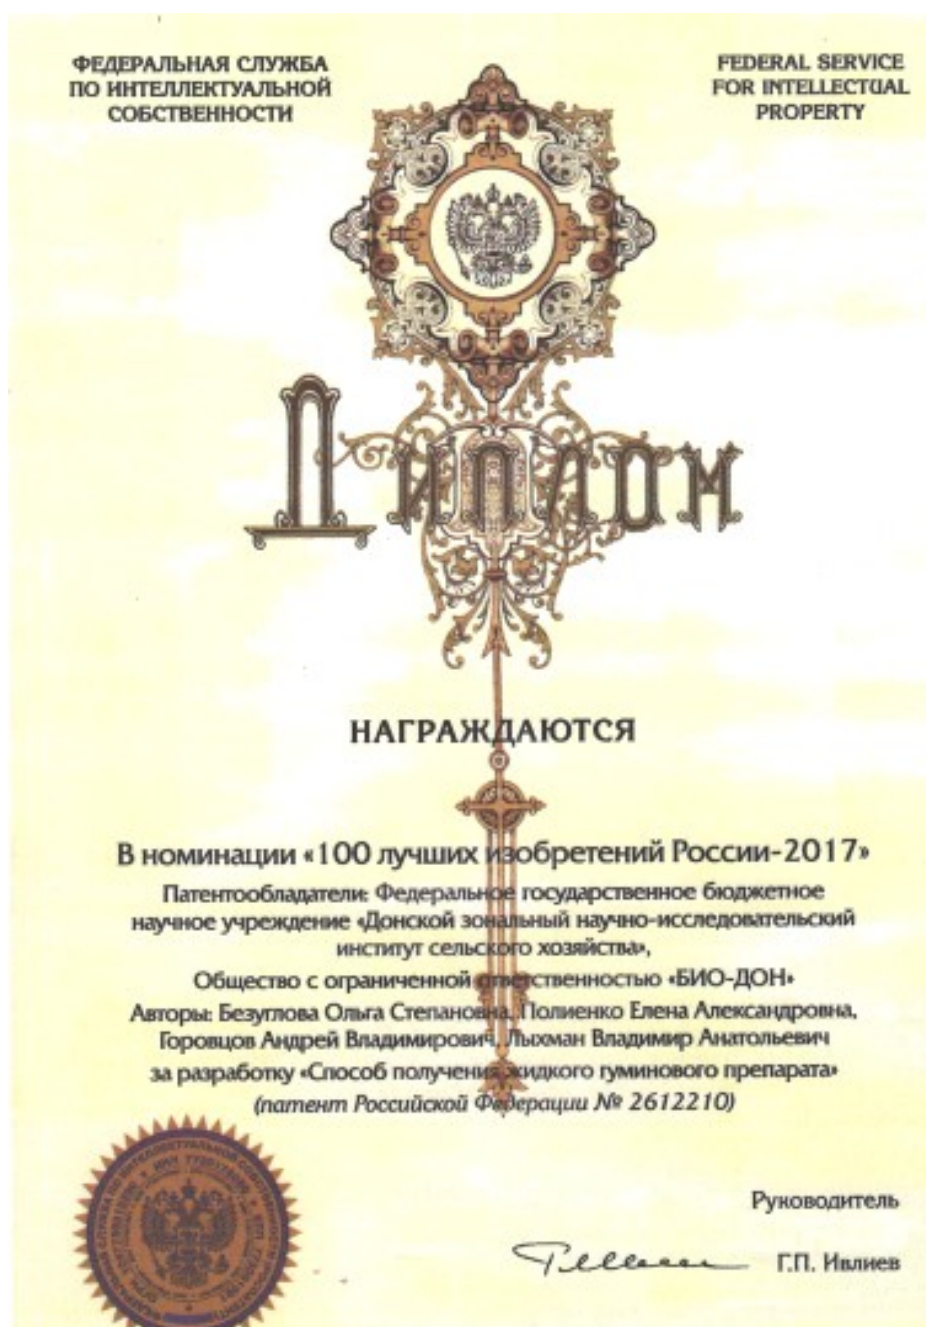 ФЕДЕРАЛЬНАЯ СЛУЖБА
ПО ИНТЕЛЛЕКТУАЛЬНОЙ
СОБСТВЕННОСТИ
FEDERAL SERVICE
FOR INTELLECTUAL
PROPERTY
Диплом
НАГРАЖДАЮТСЯ
В номинации «100 лучших изобретений России-2017»
Патентообладатели: Федеральное государственное бюджетное
научное учреждение «Донской зональный научно-исследовательский
институт сельского хозяйства»,
Общество с ограниченной ответственностью «БИО-ДОН»
Авторы: Безуглова Ольга Степановна, Полиенко Елена Александровна,
Горовцов Андрей Владимирович, Лыхман Владимир Анатольевич
за разработку «Способ получения жидкого гуминового препарата»
(патент Российской Федерации № 2612210)
Руководитель
Г.П. Ивлиев